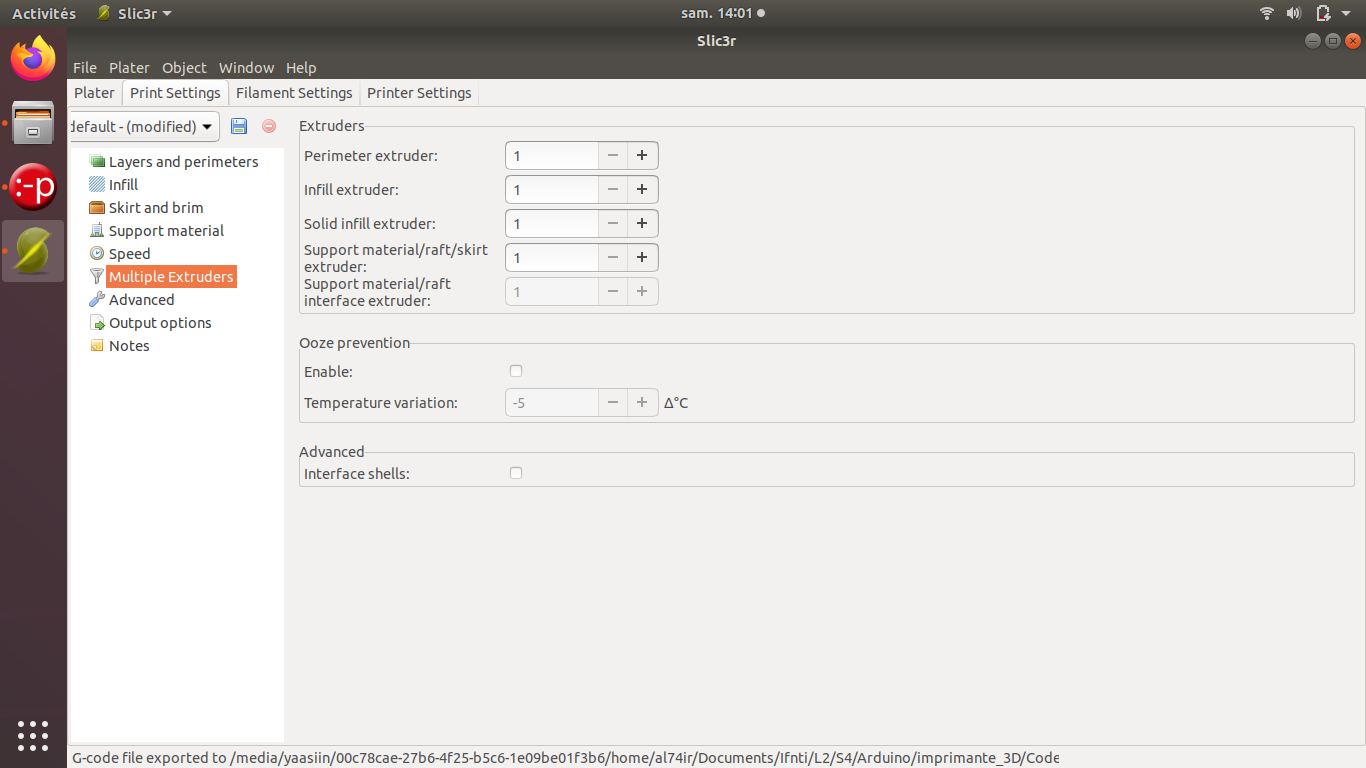 Activités Slic3r sam. 14:01
Slic3r
File Plater Object Window Help
Plater Print Settings Filament Settings Printer Settings
default - (modified)
Layers and perimeters
Infill
Skirt and brim
Support material
Speed
Multiple Extruders
Advanced
Output options
Notes
Extruders
Perimeter extruder: 1 − +
Infill extruder: 1 − +
Solid infill extruder: 1 − +
Support material/raft/skirt
extruder: 1 − +
Support material/raft
interface extruder: 1 − +
Ooze prevention
Enable:
Temperature variation: -5 − + Δ°C
Advanced
Interface shells:
:-p
G-code file exported to /media/yaasiin/00c78cae-27b6-4f25-b5c6-1e09be01f3b6/home/al74ir/Documents/Ifnti/L2/S4/Arduino/imprimante_3D/Code